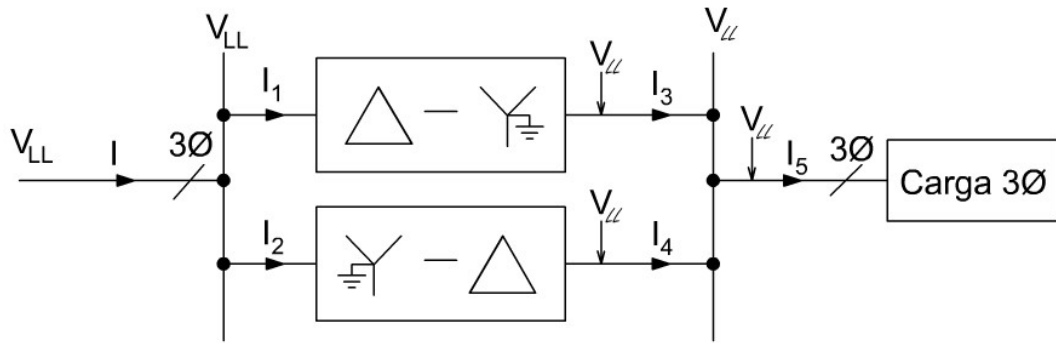 V_LL
V_ℓℓ
I_1
V_ℓℓ
I_3
V_LL
I
3Ø
V_ℓℓ
I_5
3Ø
Carga 3Ø
I_2
V_ℓℓ
I_4